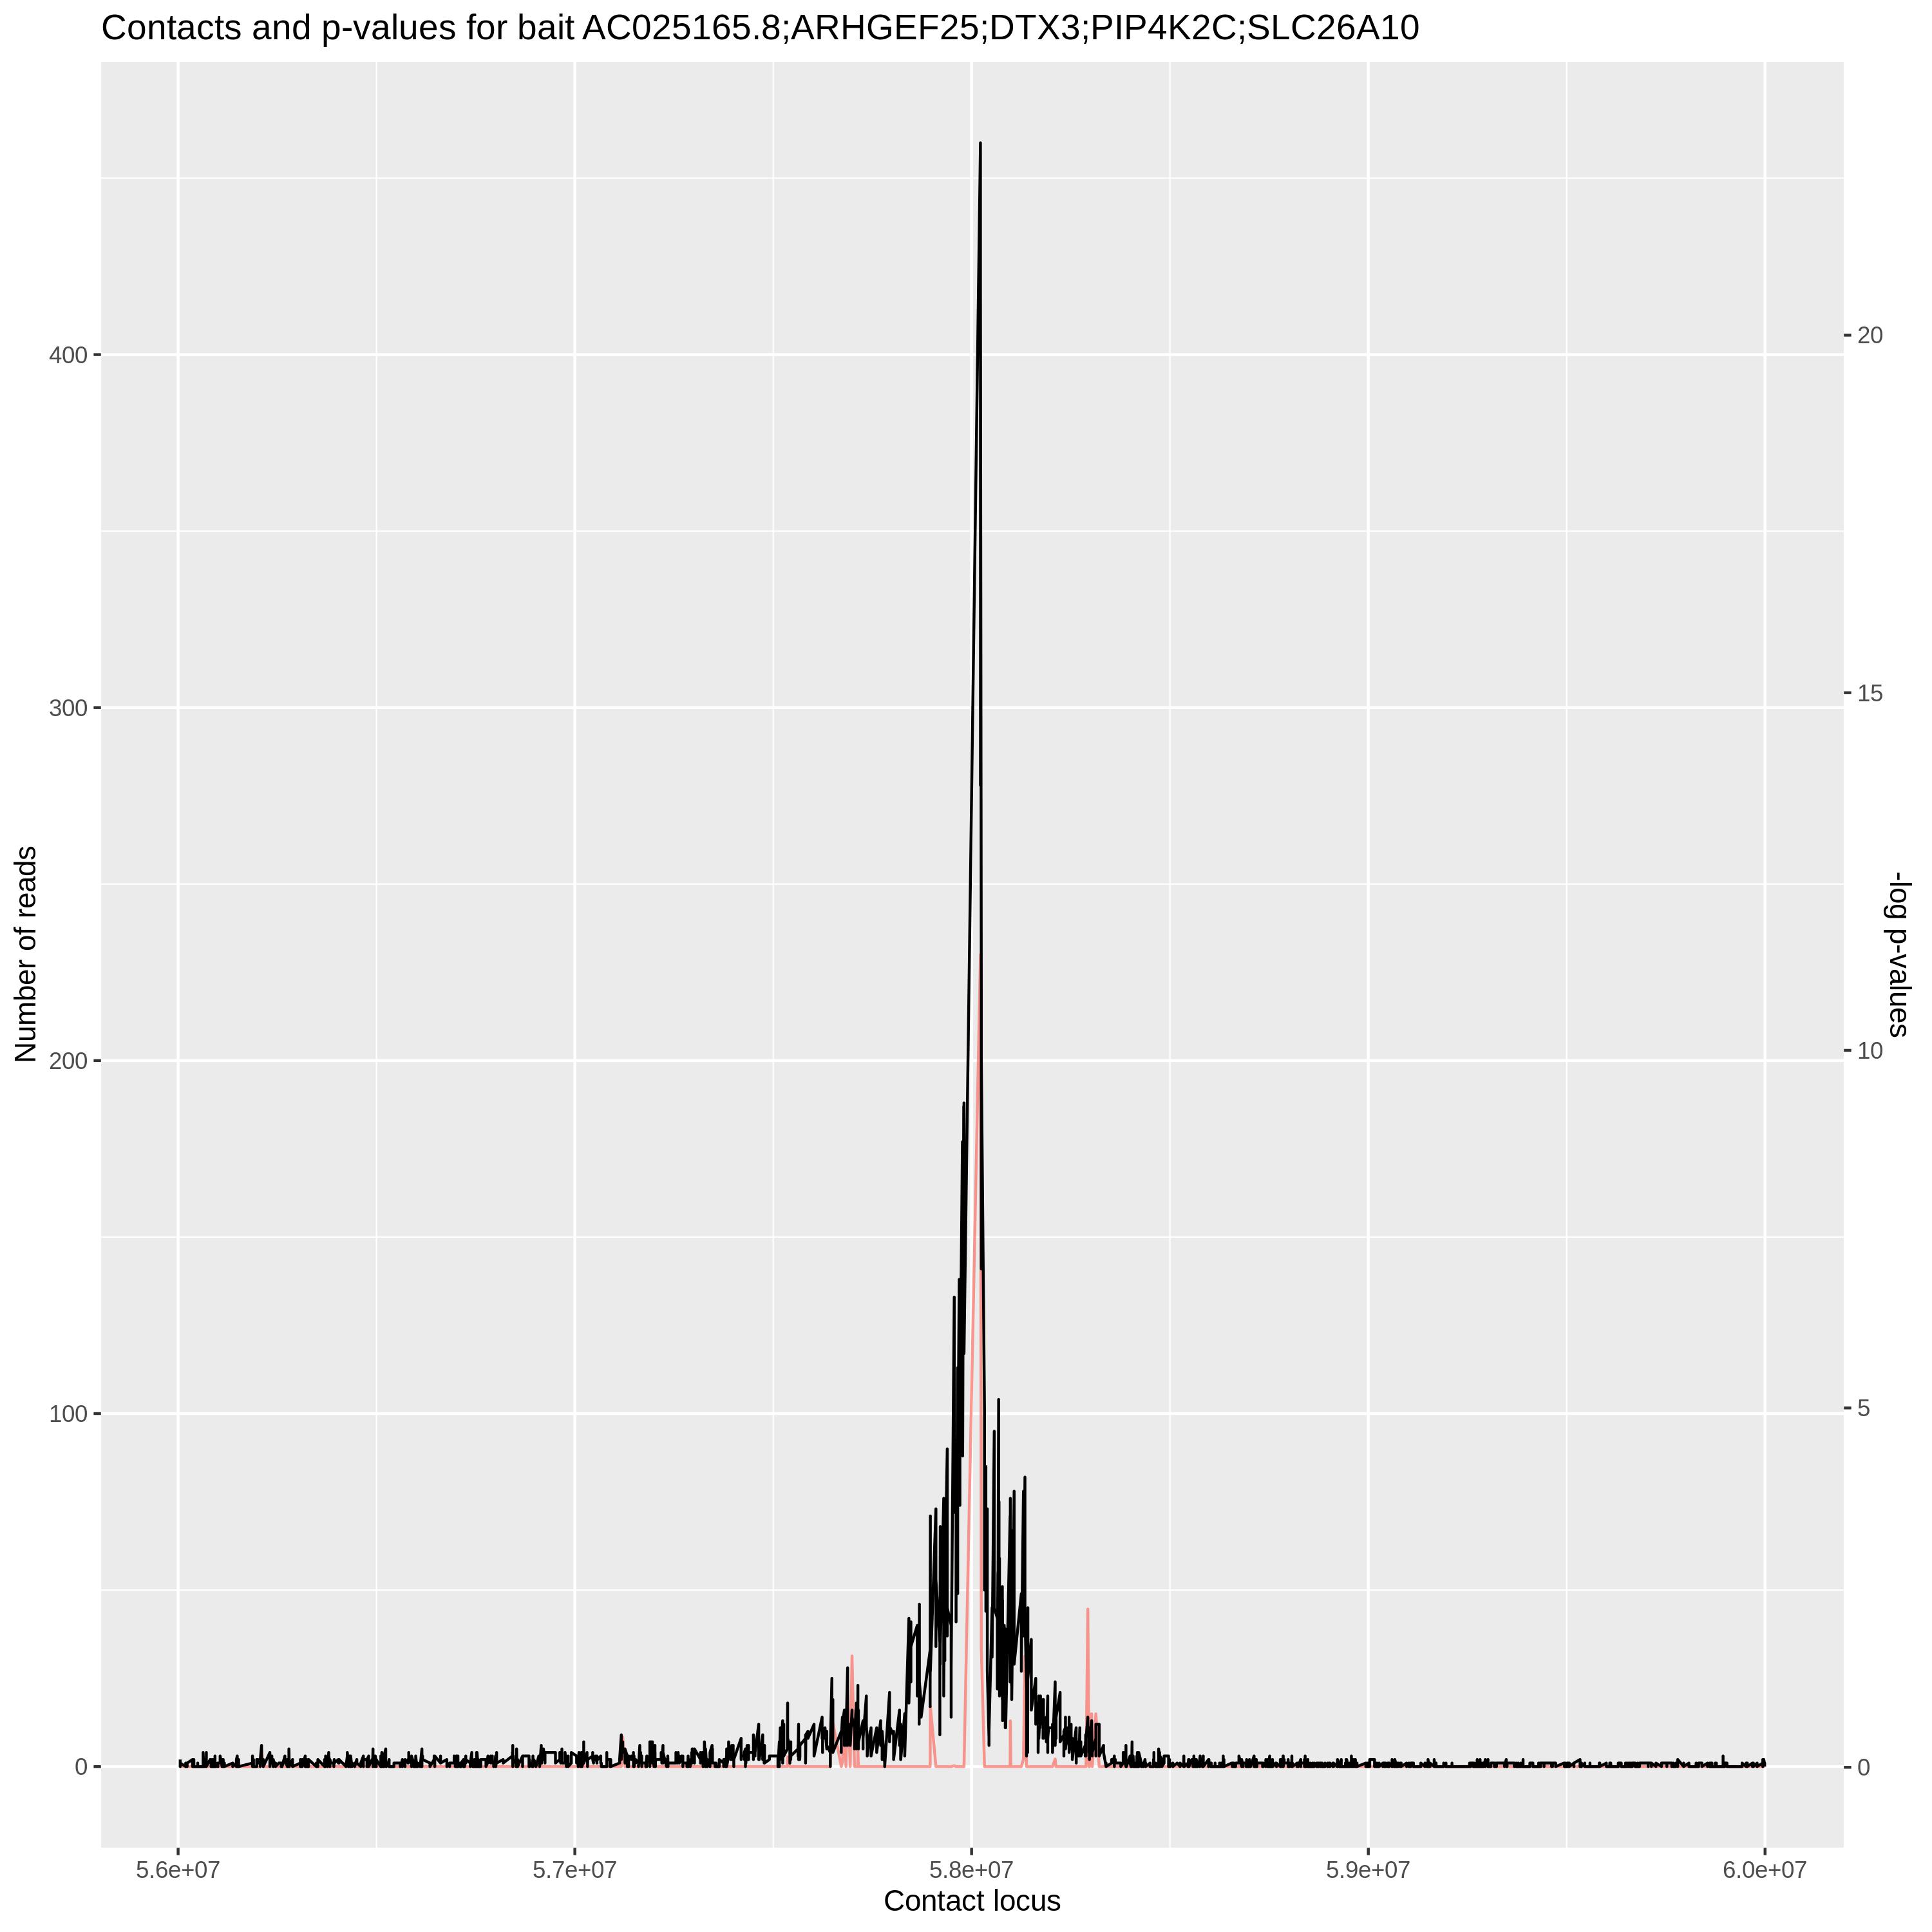 Contacts and p-values for bait AC025165.8;ARHGEF25;DTX3;PIP4K2C;SLC26A10
Number of reads
400
300
200
100
0
20
15
10
5
0
-log p-values
5.6e+07 5.7e+07 5.8e+07 5.9e+07 6.0e+07
Contact locus